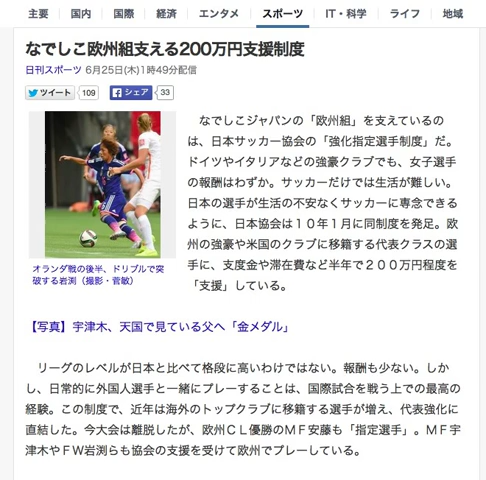 主要 国内 国際 経済 エンタメ スポーツ IT・科学 ライフ 地域
なでしこ欧州組支える200万円支援制度
日刊スポーツ 6月25日(木)1時49分配信
ツイート 109 シェア 33
なでしこジャパンの「欧州組」を支えているの
は、日本サッカー協会の「強化指定選手制度」だ。
ドイツやイタリアなどの強豪クラブでも、女子選手
の報酬はわずか。サッカーだけでは生活が難しい。
日本の選手が生活の不安なくサッカーに専念できる
ように、日本協会は１０年１月に同制度を発足。欧
州の強豪や米国のクラブに移籍する代表クラスの選
手に、支度金や滞在費など半年で２００万円程度を
「支援」している。
オランダ戦の後半、ドリブルで突
破する岩渕（撮影・菅敏）
【写真】宇津木、天国で見ている父へ「金メダル」
リーグのレベルが日本と比べて格段に高いわけではない。報酬も少ない。しか
し、日常的に外国人選手と一緒にプレーすることは、国際試合を戦う上での最高の
経験。この制度で、近年は海外のトップクラブに移籍する選手が増え、代表強化に
直結した。今大会は離脱したが、欧州ＣＬ優勝のＭＦ安藤も「指定選手」。ＭＦ宇
津木やＦＷ岩渕らも協会の支援を受けて欧州でプレーしている。